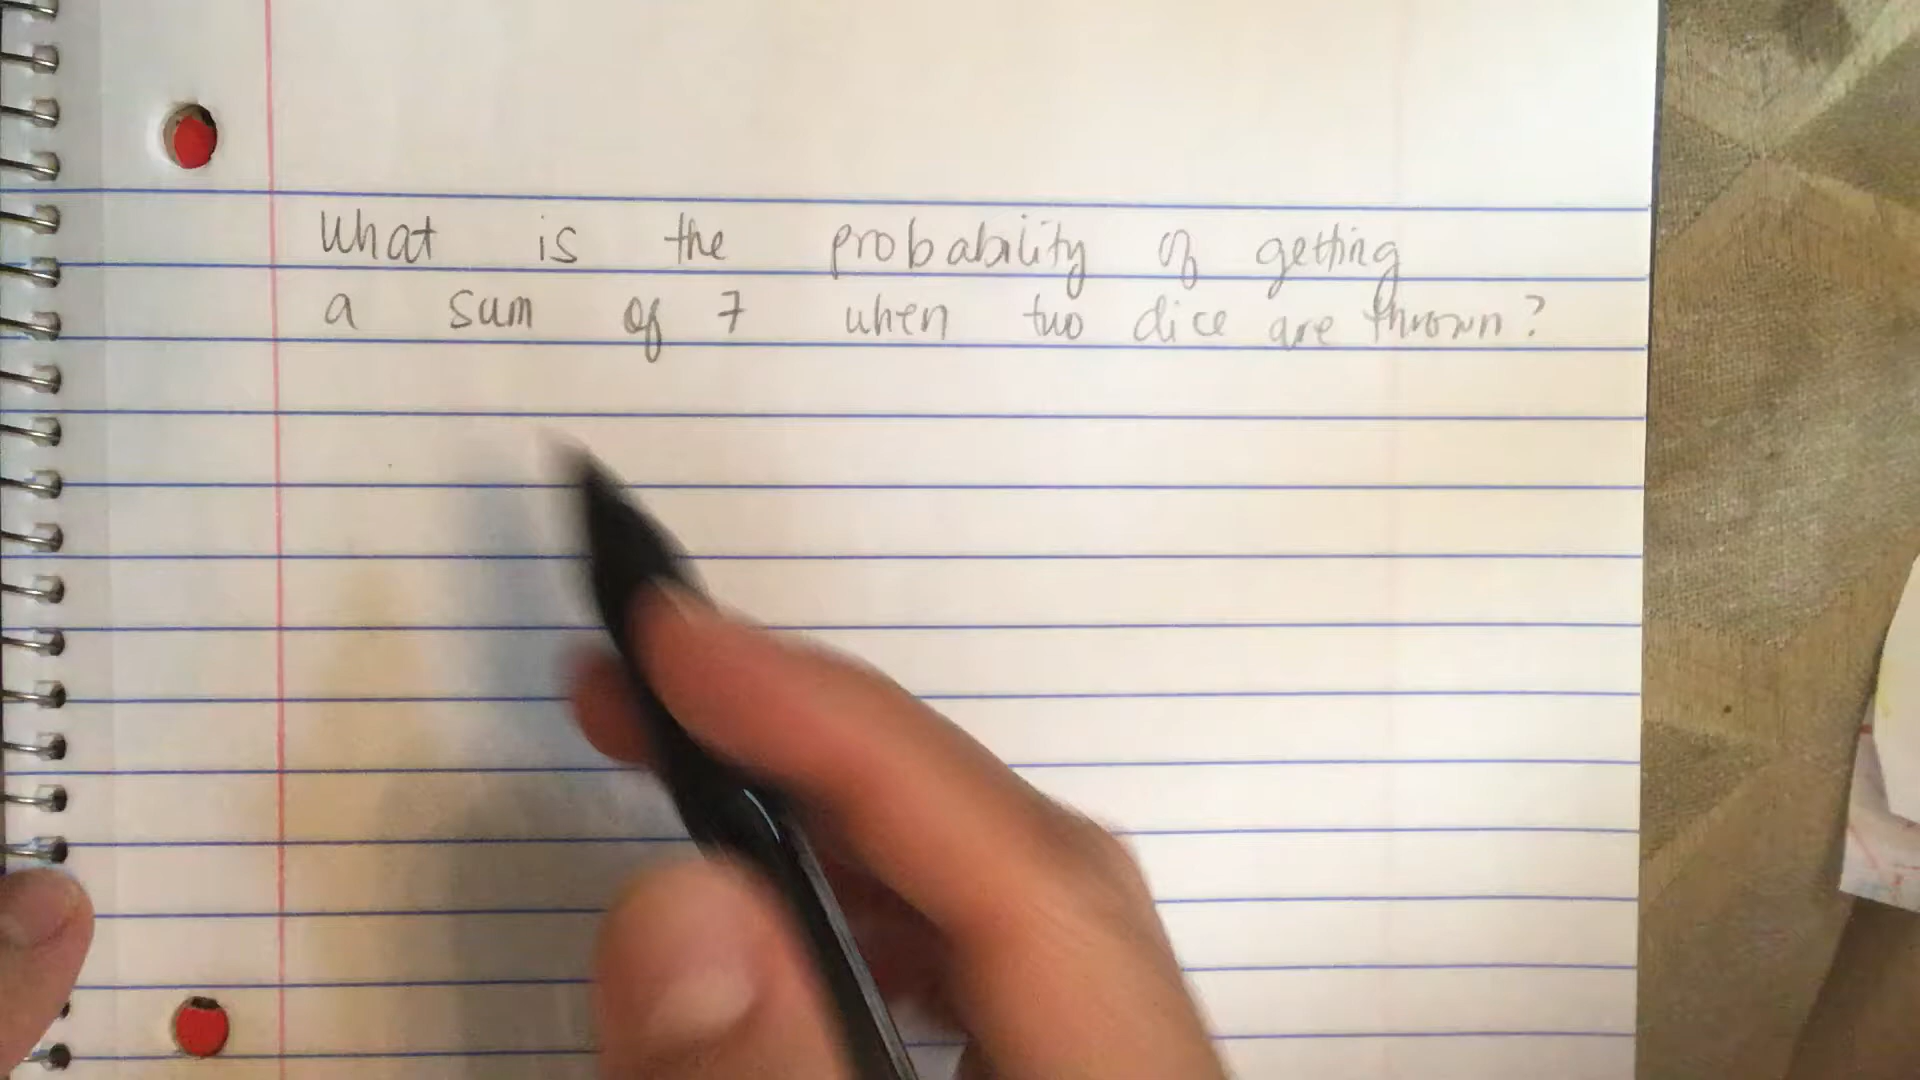 What is the probability of getting
a sum of 7 when two dice are thrown?